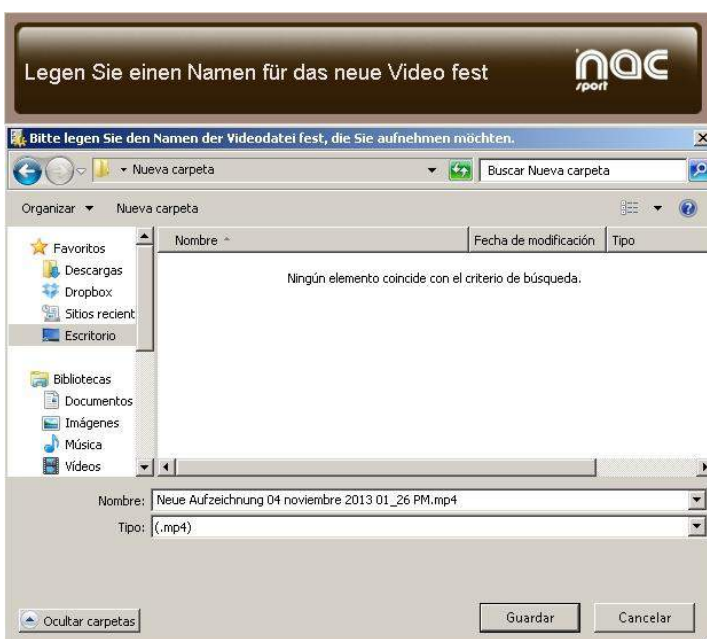 Legen Sie einen Namen für das neue Video fest
nac
sport
Bitte legen Sie den Namen der Videodatei fest, die Sie aufnehmen möchten.
Nueva carpeta
Buscar Nueva carpeta
Organizar
Nueva carpeta
Favoritos
Descargas
Dropbox
Sitios recient
Escritorio
Bibliotecas
Documentos
Imágenes
Música
Vídeos
Nombre
Fecha de modificación
Tipo
Ningún elemento coincide con el criterio de búsqueda.
Nombre: Neue Aufzeichnung 04 noviembre 2013 01_26 PM.mp4
Tipo: (.mp4)
Ocultar carpetas
Guardar
Cancelar